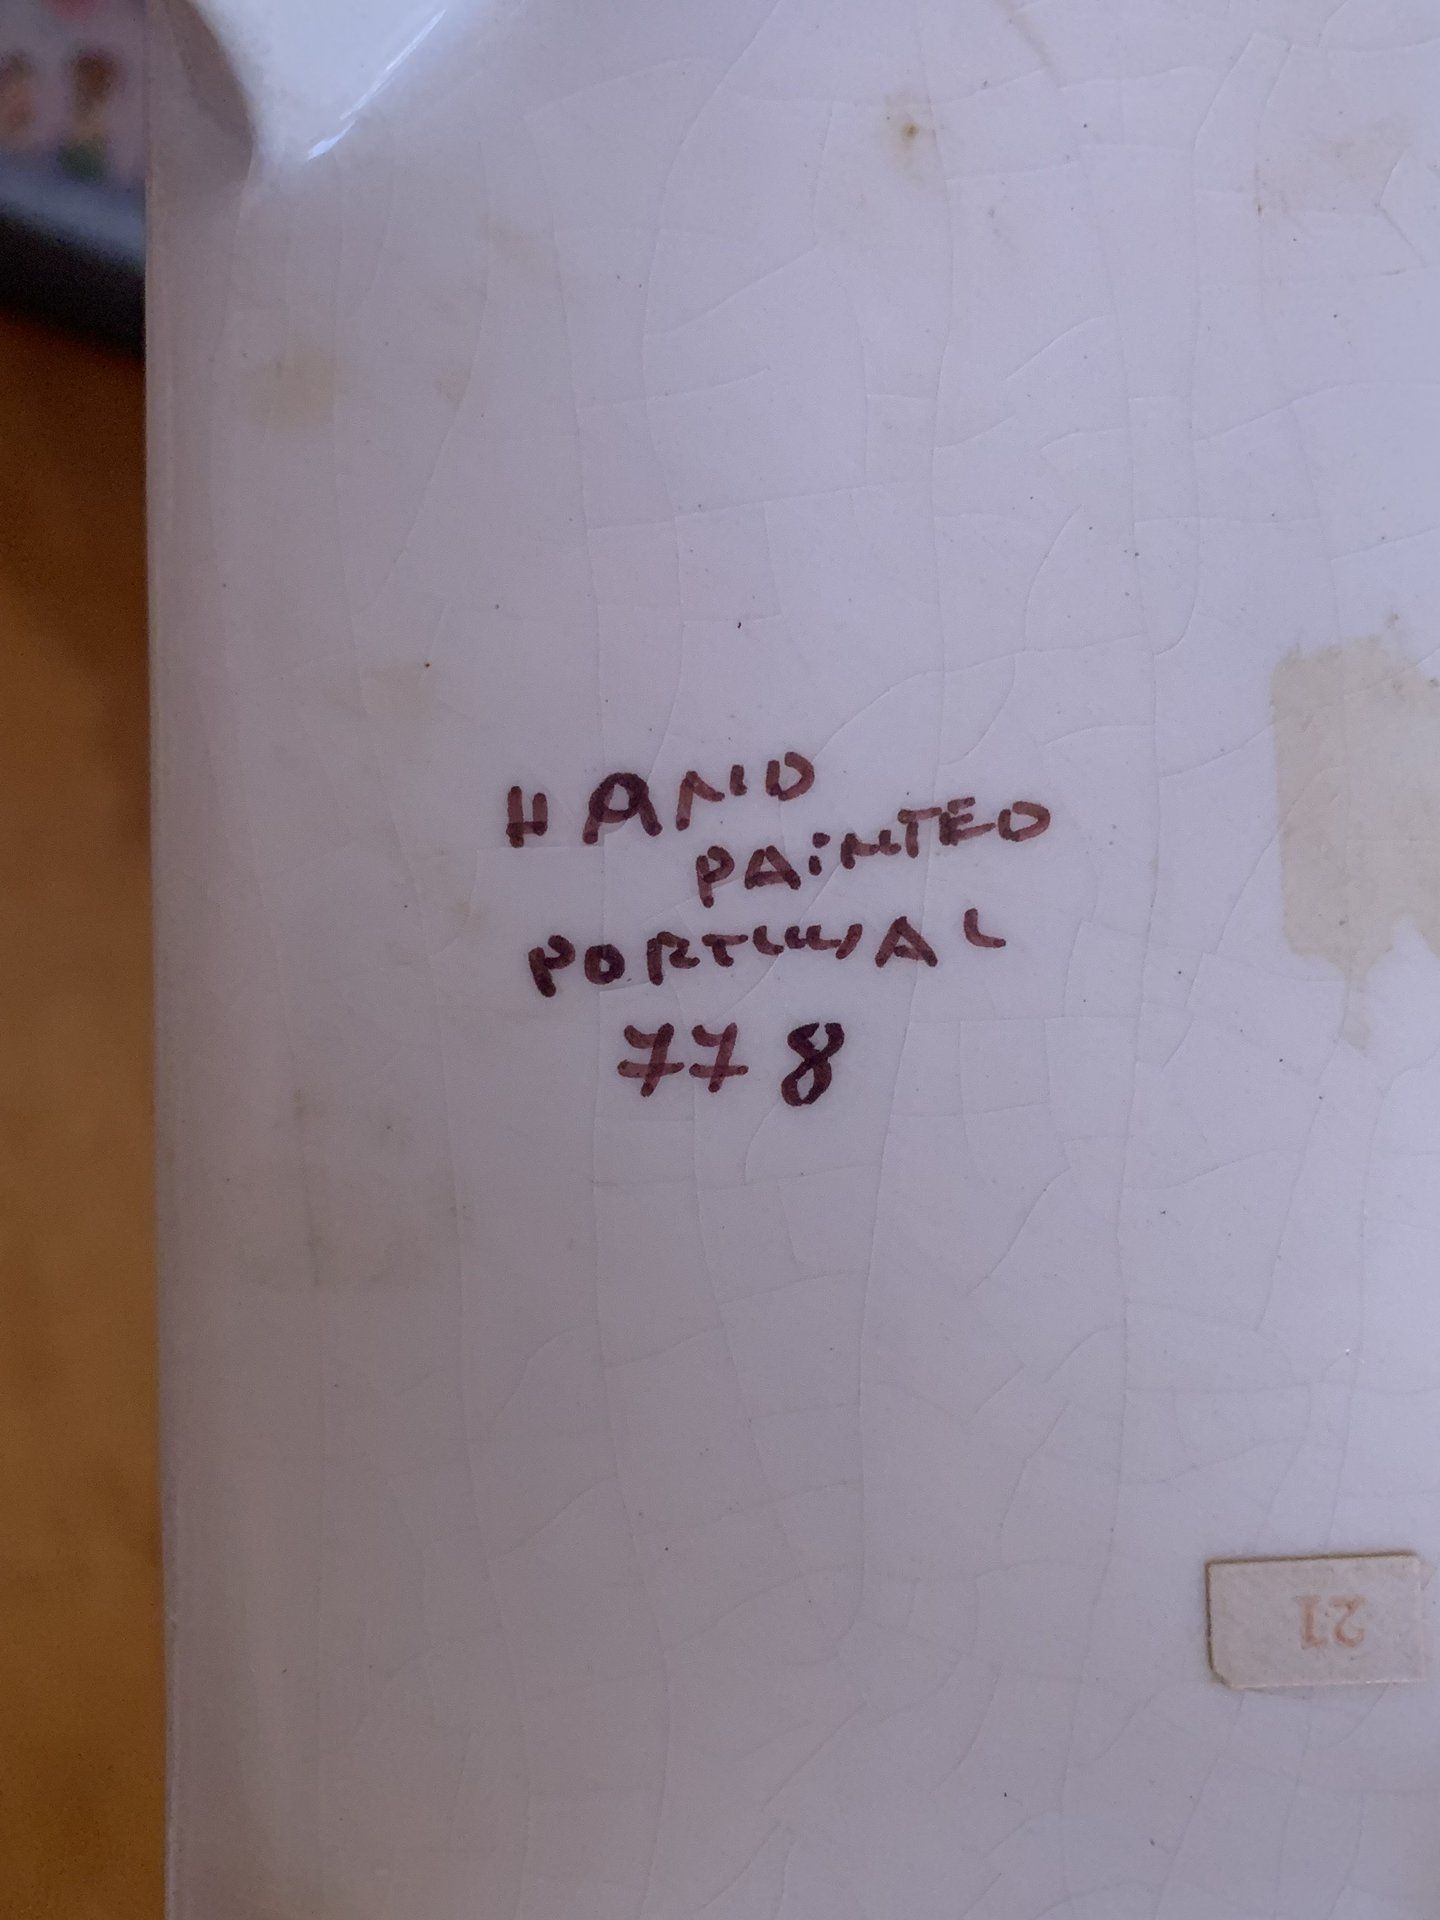 HAND
PAINTED
PORTUGAL
778
21